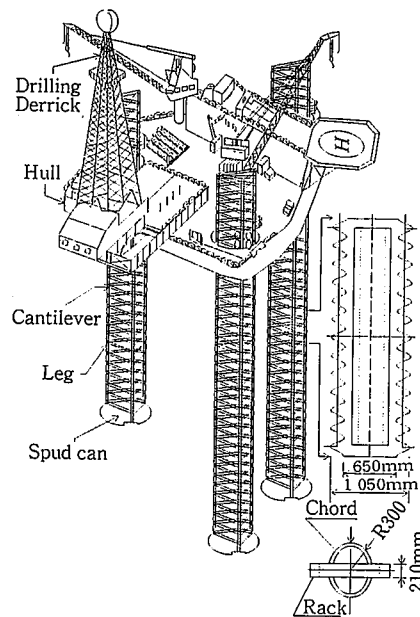 Drilling
Derrick
Hull
H
Cantilever
Leg
Spud can
650mm
1 050mm
Chord
R300
210mm
Rack